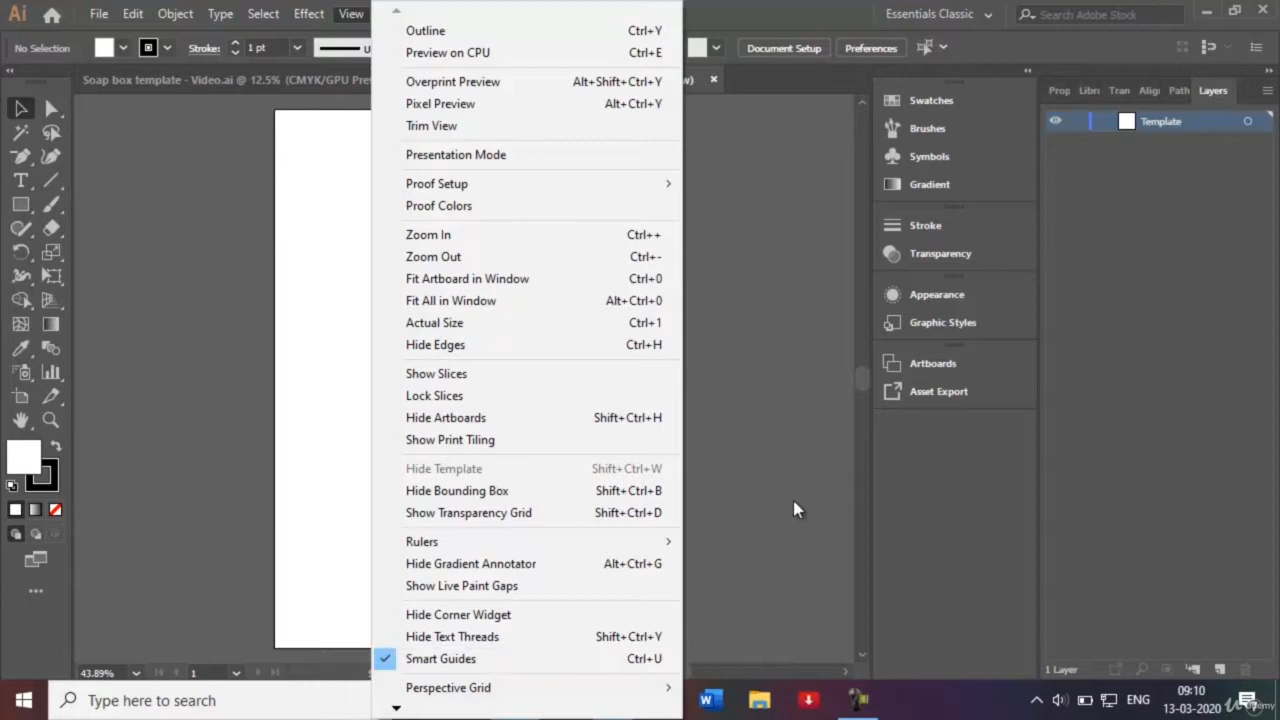 Ai File Edit Object Type Select Effect View Essentials Classic Search Adobe Stock
No Selection Stroke: 1 pt Document Setup Preferences
Soap box template - Video.ai @ 12.5% (CMYK/GPU
Outline Ctrl+Y
Preview on CPU Ctrl+E
Overprint Preview Alt+Shift+Ctrl+Y
Pixel Preview Alt+Ctrl+Y
Trim View
Presentation Mode
Proof Setup
Proof Colors
Zoom In Ctrl++
Zoom Out Ctrl+-
Fit Artboard in Window Ctrl+0
Fit All in Window Alt+Ctrl+0
Actual Size Ctrl+1
Hide Edges Ctrl+H
Show Slices
Lock Slices
Hide Artboards Shift+Ctrl+H
Show Print Tiling
Hide Template Shift+Ctrl+W
Hide Bounding Box Shift+Ctrl+B
Show Transparency Grid Shift+Ctrl+D
Rulers
Hide Gradient Annotator Alt+Ctrl+G
Show Live Paint Gaps
Hide Corner Widget
Hide Text Threads Shift+Ctrl+Y
Smart Guides Ctrl+U
Perspective Grid
Swatches
Brushes
Symbols
Gradient
Stroke
Transparency
Appearance
Graphic Styles
Artboards
Asset Export
Prop Libr Tran Alig Path Layers
Template
43.89% 1
1 Layer
Type here to search
ENG
09:10
13-03-2020
Udemy